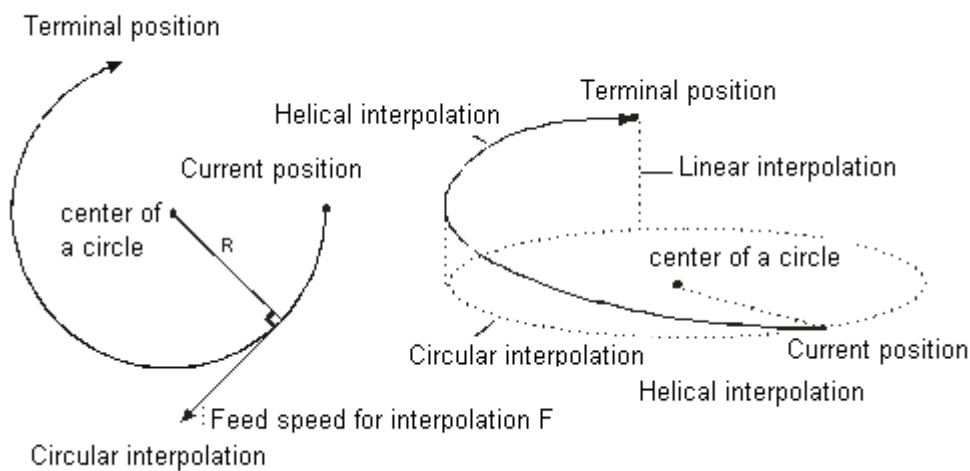 Terminal position
Current position
center of
a circle
R
Feed speed for interpolation F
Circular interpolation
Terminal position
Helical interpolation
Linear interpolation
center of a circle
Circular interpolation
Current position
Helical interpolation